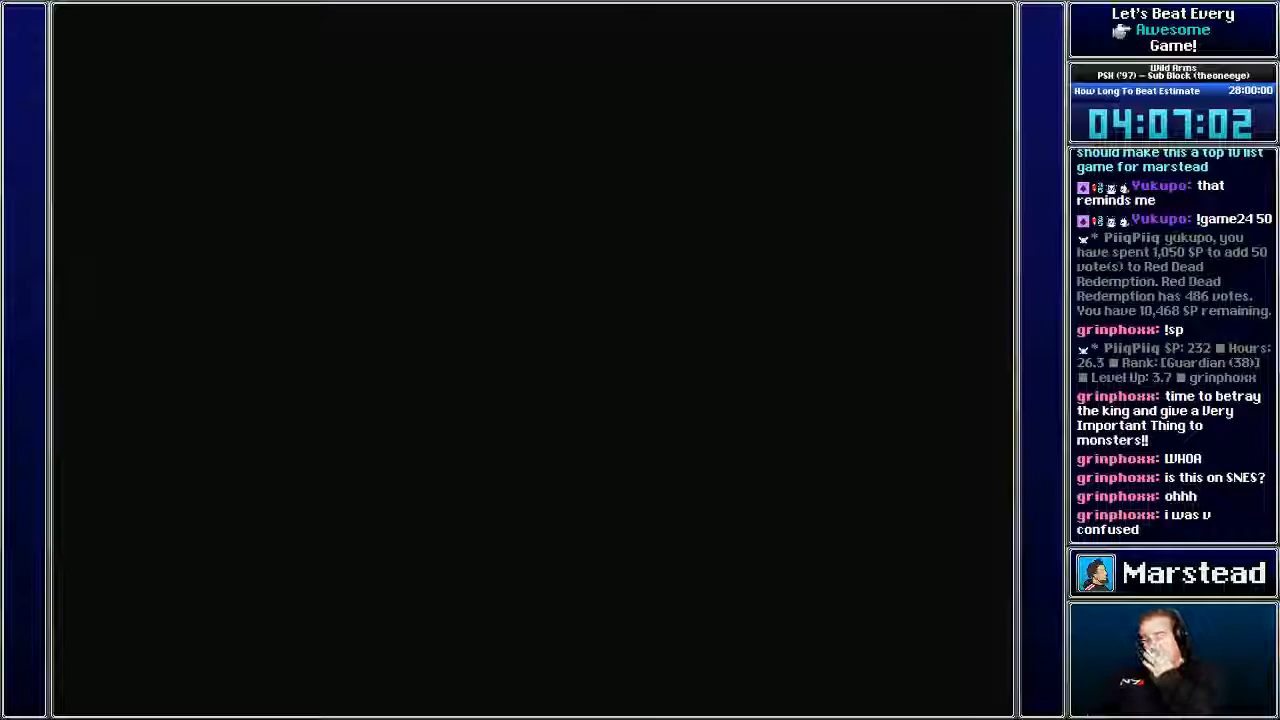 Let's Beat Every
Awesome
Game!
Wild Arms
PSX ('97) – Sub Block (theoneeye)
How Long To Beat Estimate 28:00:00
04:07:02
should make this a top 10 list
game for marstead
Yukupo: that
reminds me
Yukupo: !game24 50
* PiiqPiiq yukupo, you
have spent 1,050 SP to add 50
vote(s) to Red Dead
Redemption. Red Dead
Redemption has 486 votes.
You have 10,468 SP remaining.
grinphoxx: !sp
* PiiqPiiq SP: 232 ■ Hours:
26.3 ■ Rank: [Guardian (38)]
■ Level Up: 3.7 ■ grinphoxx
grinphoxx: time to betray
the king and give a Very
Important Thing to
monsters!!
grinphoxx: WHOA
grinphoxx: is this on SNES?
grinphoxx: ohhh
grinphoxx: i was v
confused
Marstead
N7